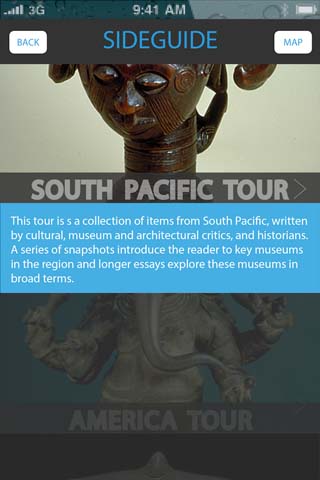 3G 9:41 AM
BACK SIDEGUIDE MAP
SOUTH PACIFIC TOUR
This tour is s a collection of items from South Pacific, written
by cultural, museum and architectural critics, and historians.
A series of snapshots introduce the reader to key museums
in the region and longer essays explore these museums in
broad terms.
AMERICA TOUR